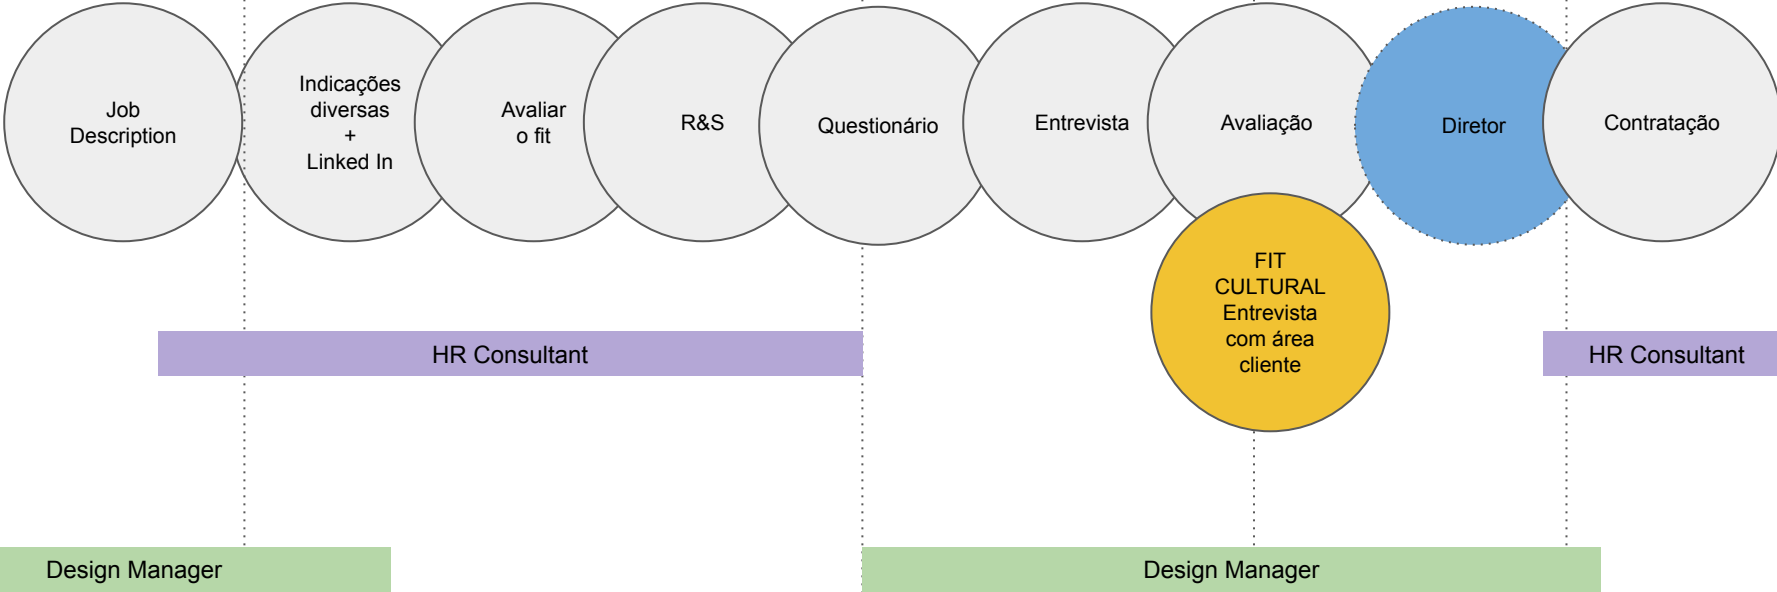 Job
Description
Indicações
diversas
+
Linked In
Avaliar
o fit
R&S
Questionário
Entrevista
Avaliação
Diretor
Contratação
FIT
CULTURAL
Entrevista
com área
cliente
HR Consultant
HR Consultant
Design Manager
Design Manager